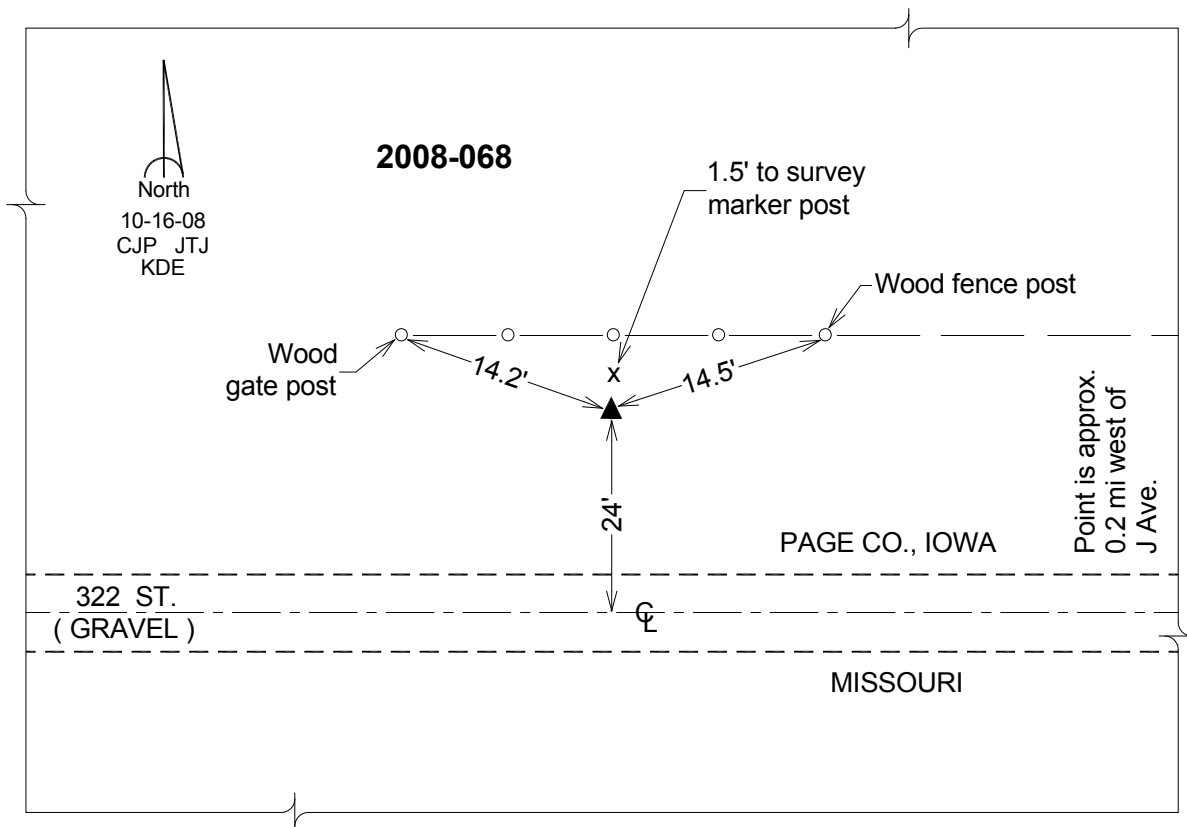 2008-068
North
10-16-08
CJP JTJ
KDE
1.5' to survey
marker post
Wood fence post
Wood
gate post
14.2'
x
14.5'
24'
Point is approx.
0.2 mi west of
J Ave.
PAGE CO., IOWA
322 ST.
( GRAVEL )
℄
MISSOURI